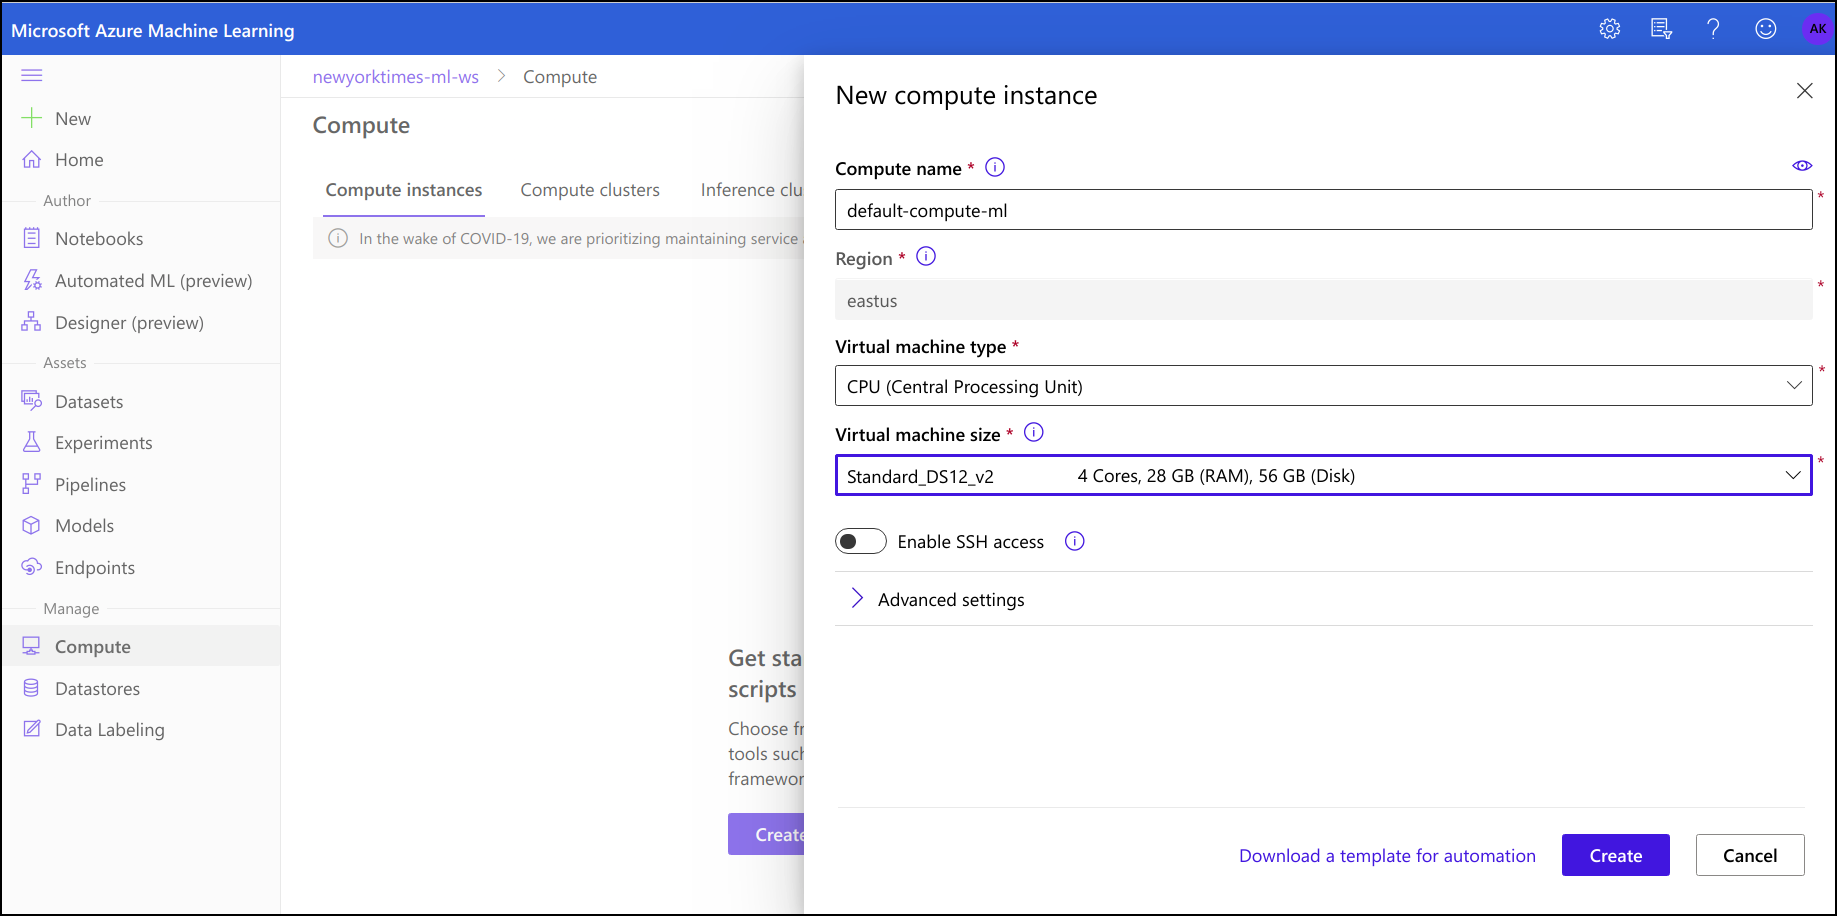 Microsoft Azure Machine Learning
AK
New
Home
Author
Notebooks
Automated ML (preview)
Designer (preview)
Assets
Datasets
Experiments
Pipelines
Models
Endpoints
Manage
Compute
Datastores
Data Labeling
newyorktimes-ml-ws > Compute
Compute
Compute instances Compute clusters Inference clu
In the wake of COVID-19, we are prioritizing maintaining service
Get sta
scripts
Choose fr
tools such
framewor
Create
New compute instance
Compute name *
default-compute-ml *
Region *
eastus *
Virtual machine type *
CPU (Central Processing Unit) *
Virtual machine size *
Standard_DS12_v2 4 Cores, 28 GB (RAM), 56 GB (Disk) *
Enable SSH access
Advanced settings
Download a template for automation Create Cancel